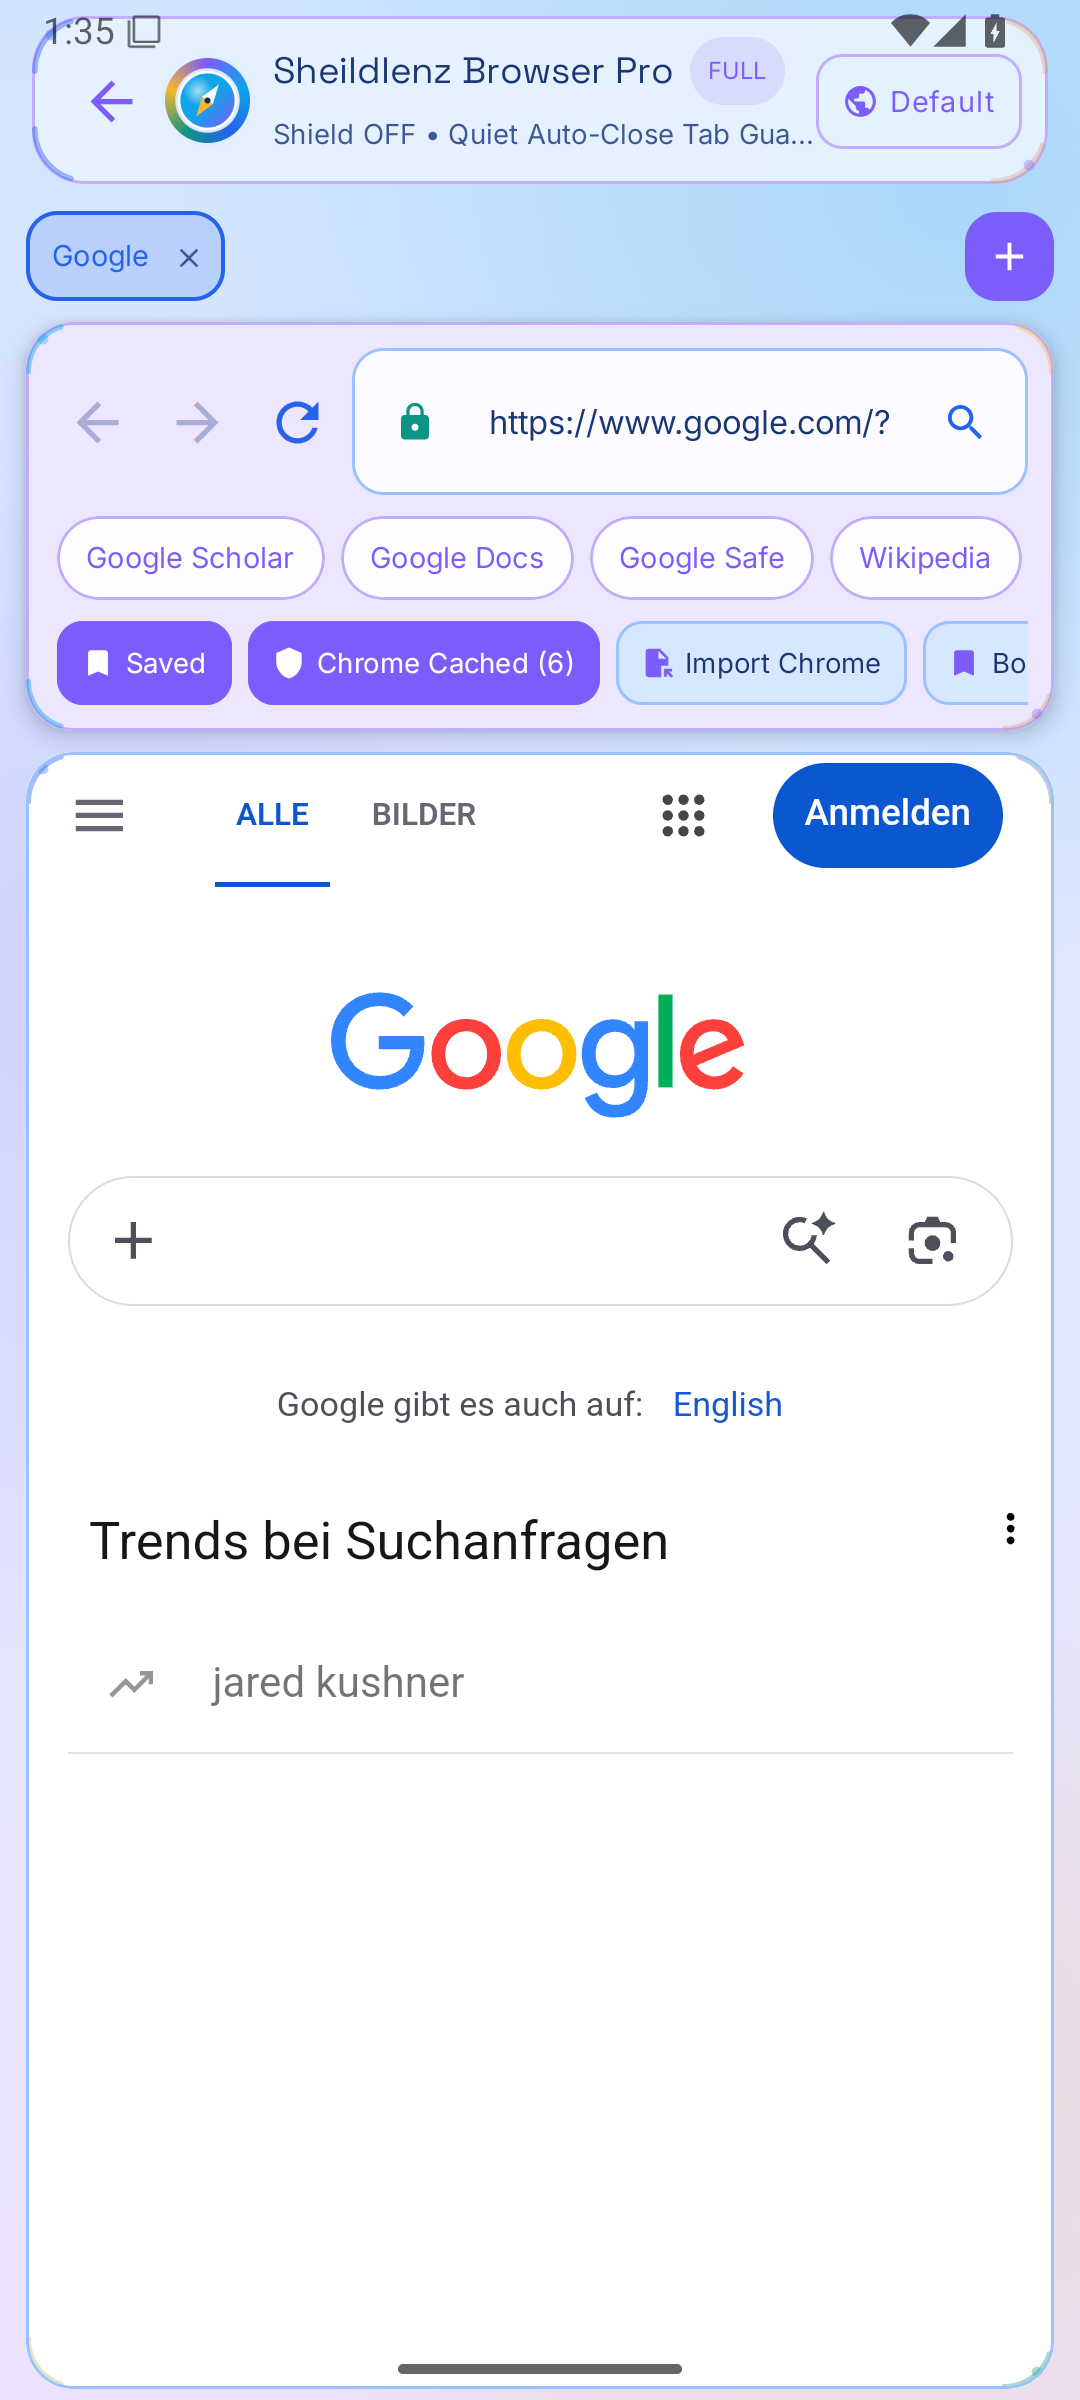 1:35
Sheildlenz Browser Pro FULL
Default
Shield OFF • Quiet Auto-Close Tab Gua...
Google
https://www.google.com/?
Google Scholar Google Docs Google Safe Wikipedia
Saved Chrome Cached (6) Import Chrome Bo
ALLE BILDER Anmelden
Google
Google gibt es auch auf: English
Trends bei Suchanfragen
jared kushner